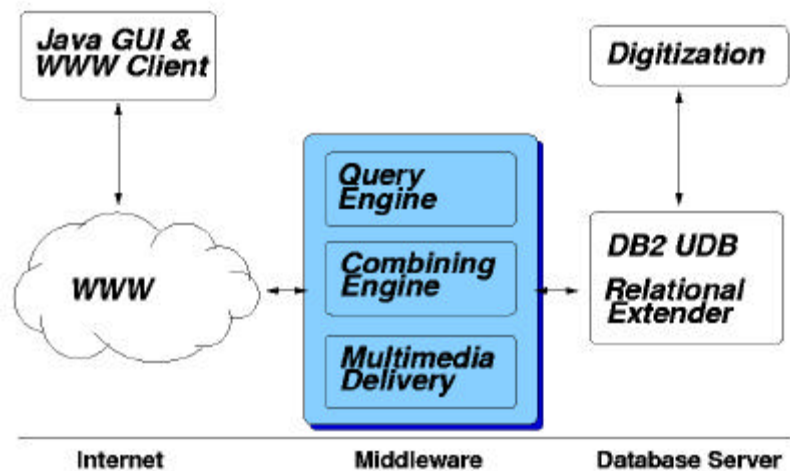 Java GUI &
WWW Client
Digitization
Query
Engine
WWW
Combining
Engine
DB2 UDB
Relational
Extender
Multimedia
Delivery
Internet
Middleware
Database Server